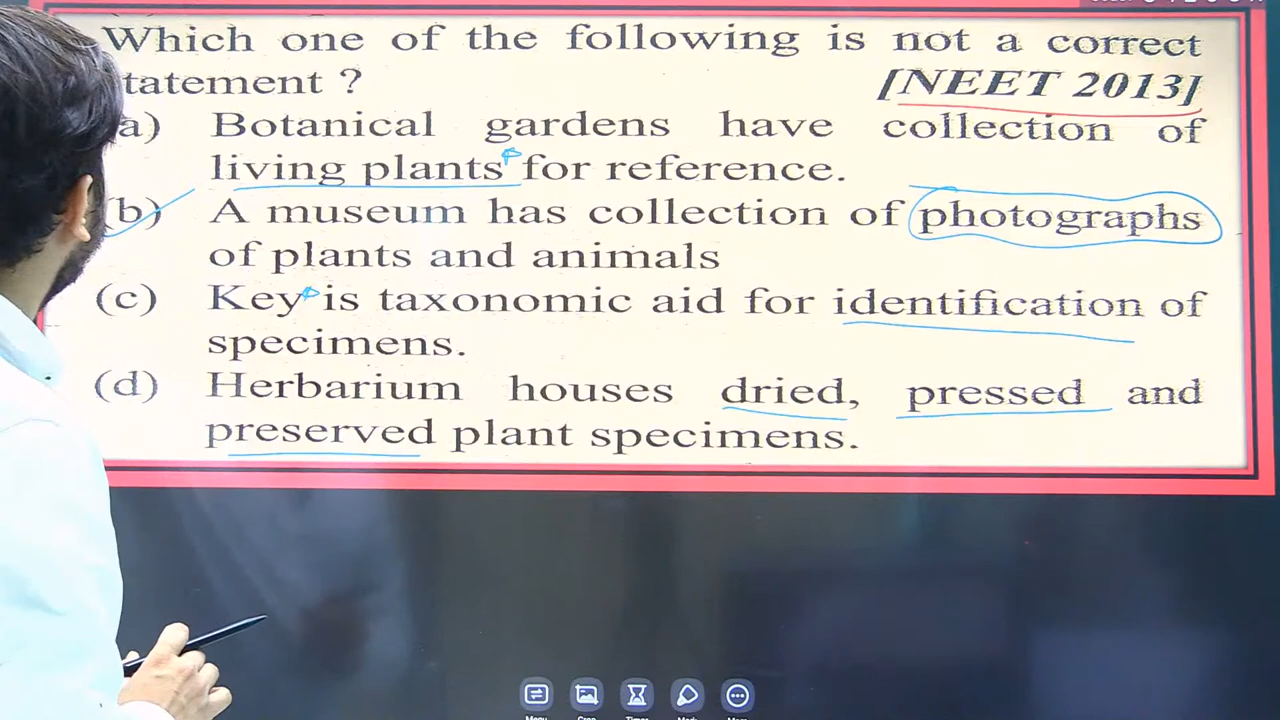 Which one of the following is not a correct
tatement ? [NEET 2013]
a) Botanical gardens have collection of
living plants for reference.
(b) A museum has collection of photographs
of plants and animals
(c) Key is taxonomic aid for identification of
specimens.
(d) Herbarium houses dried, pressed and
preserved plant specimens.